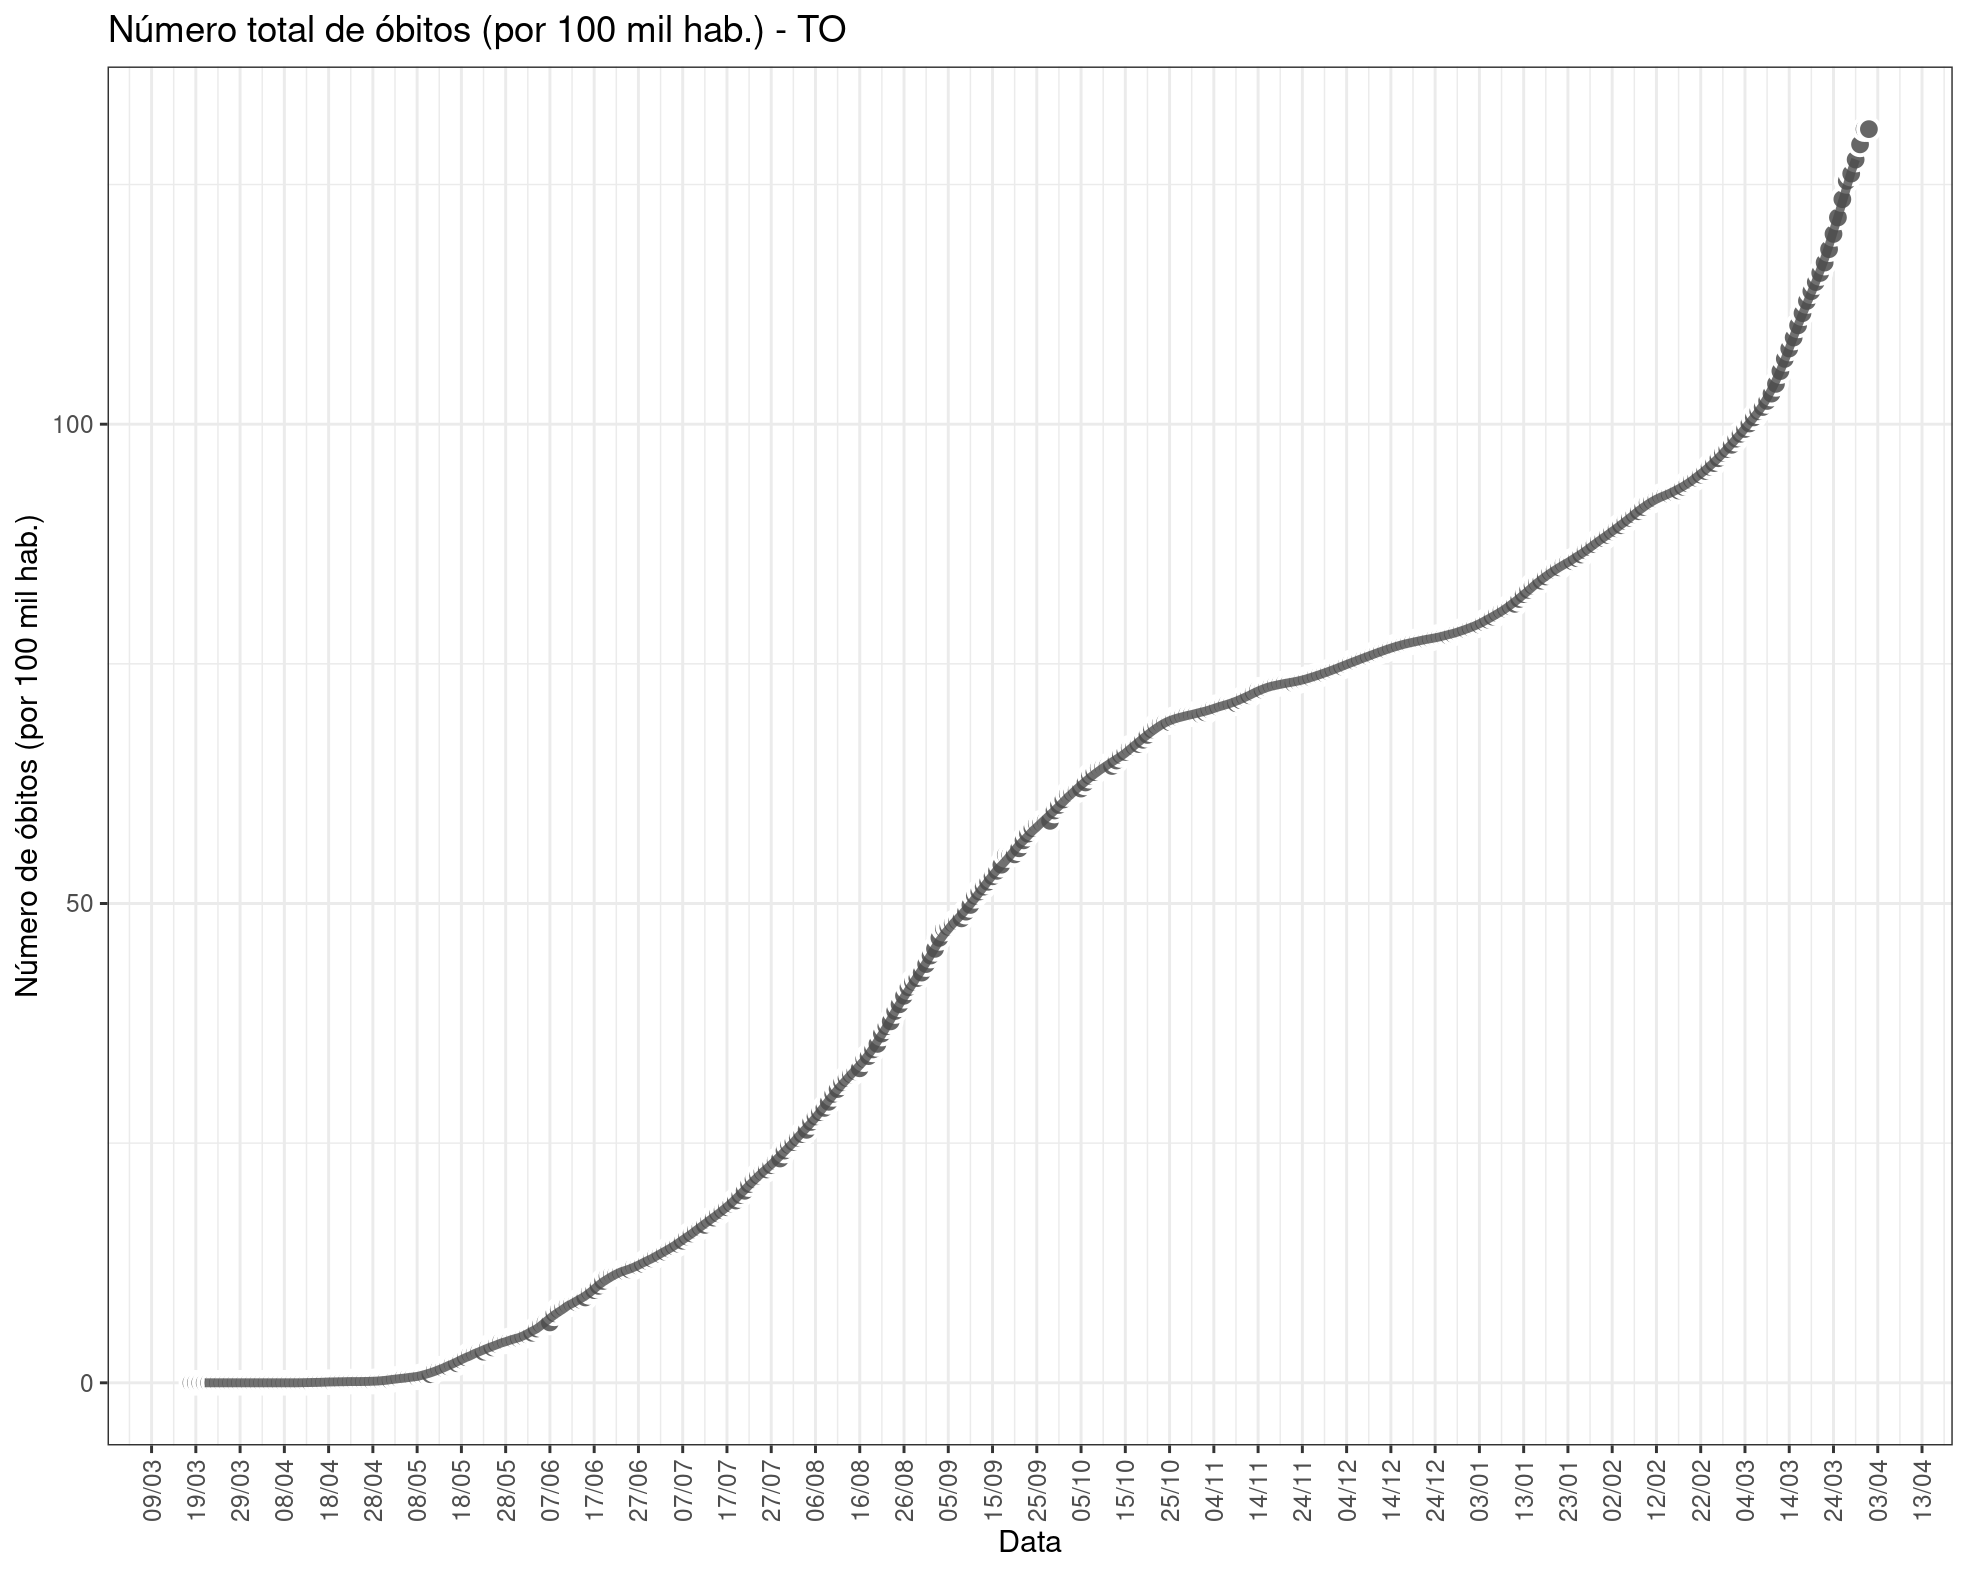 Número total de óbitos (por 100 mil hab.) - TO
Número de óbitos (por 100 mil hab.)
100
50
0
09/03 19/03 29/03 08/04 18/04 28/04 08/05 18/05 28/05 07/06 17/06 27/06 07/07 17/07 27/07 06/08 16/08 26/08 05/09 15/09 25/09 05/10 15/10 25/10 04/11 14/11 24/11 04/12 14/12 24/12 03/01 13/01 23/01 02/02 12/02 22/02 04/03 14/03 24/03 03/04 13/04
Data